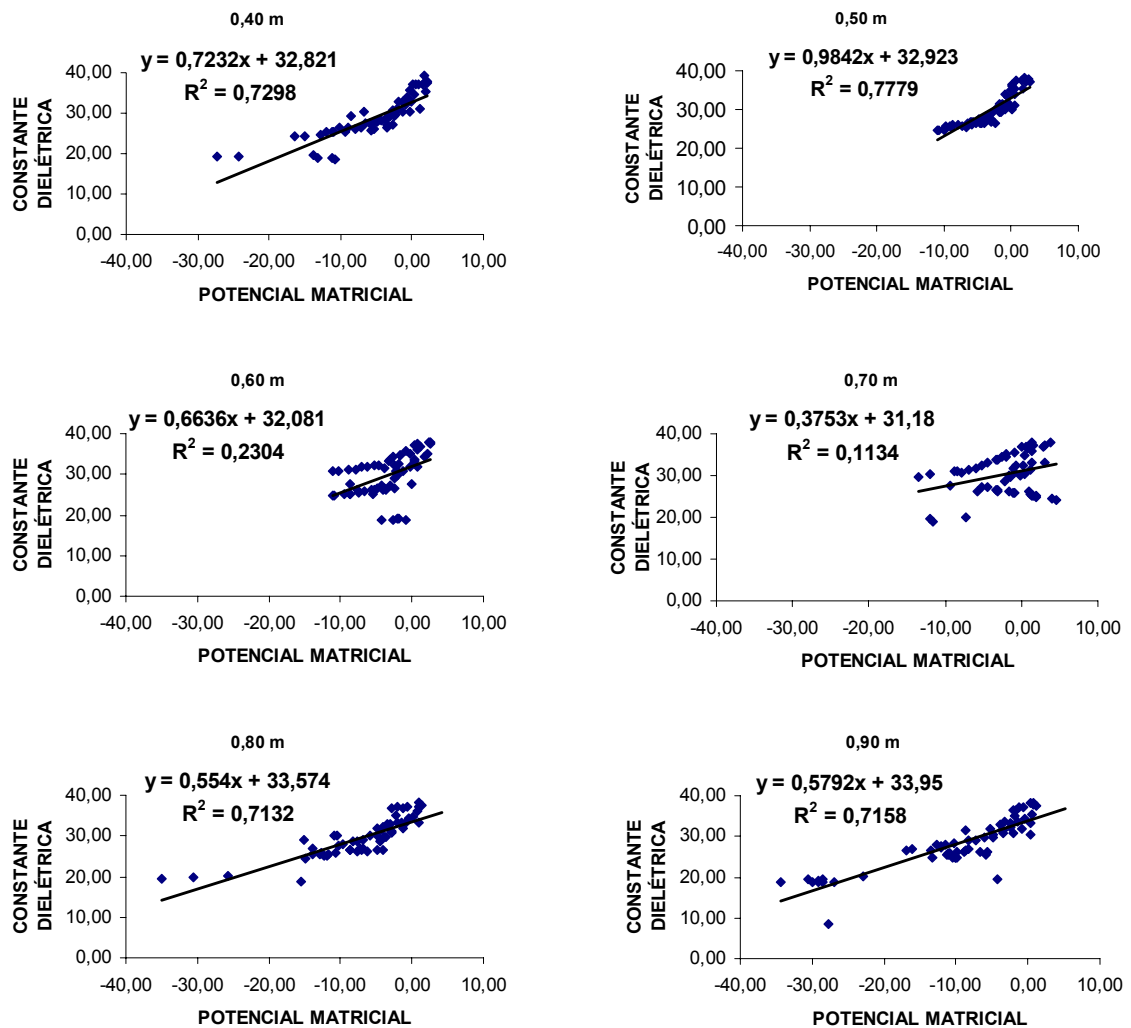 0,40 m
y = 0,7232x + 32,821
R² = 0,7298
CONSTANTE
DIELÉTRICA
40,00
30,00
20,00
10,00
0,00
-40,00 -30,00 -20,00 -10,00 0,00 10,00
POTENCIAL MATRICIAL
0,50 m
y = 0,9842x + 32,923
R² = 0,7779
CONSTANTE
DIELÉTRICA
40,00
30,00
20,00
10,00
0,00
-40,00 -30,00 -20,00 -10,00 0,00 10,00
POTENCIAL MATRICIAL
0,60 m
y = 0,6636x + 32,081
R² = 0,2304
CONSTANTE
DIELÉTRICA
40,00
30,00
20,00
10,00
0,00
-40,00 -30,00 -20,00 -10,00 0,00 10,00
POTENCIAL MATRICIAL
0,70 m
y = 0,3753x + 31,18
R² = 0,1134
CONSTANTE
DIELÉTRICA
40,00
30,00
20,00
10,00
0,00
-40,00 -30,00 -20,00 -10,00 0,00 10,00
POTENCIAL MATRICIAL
0,80 m
y = 0,554x + 33,574
R² = 0,7132
CONSTANTE
DIELÉTRICA
40,00
30,00
20,00
10,00
0,00
-40,00 -30,00 -20,00 -10,00 0,00 10,00
POTENCIAL MATRICIAL
0,90 m
y = 0,5792x + 33,95
R² = 0,7158
CONSTANTE
DIELÉTRICA
40,00
30,00
20,00
10,00
0,00
-40,00 -30,00 -20,00 -10,00 0,00 10,00
POTENCIAL MATRICIAL